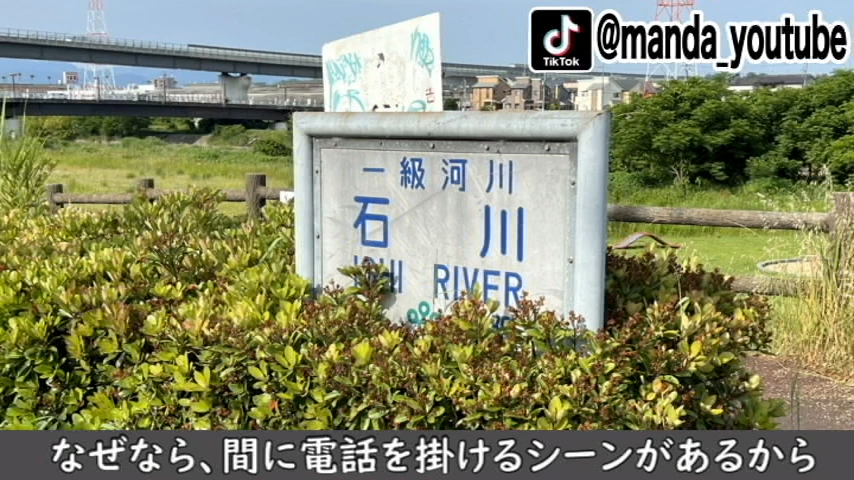 TikTok
@manda_youtube
一級河川
石川
RIVER
なぜなら、間に電話を掛けるシーンがあるから